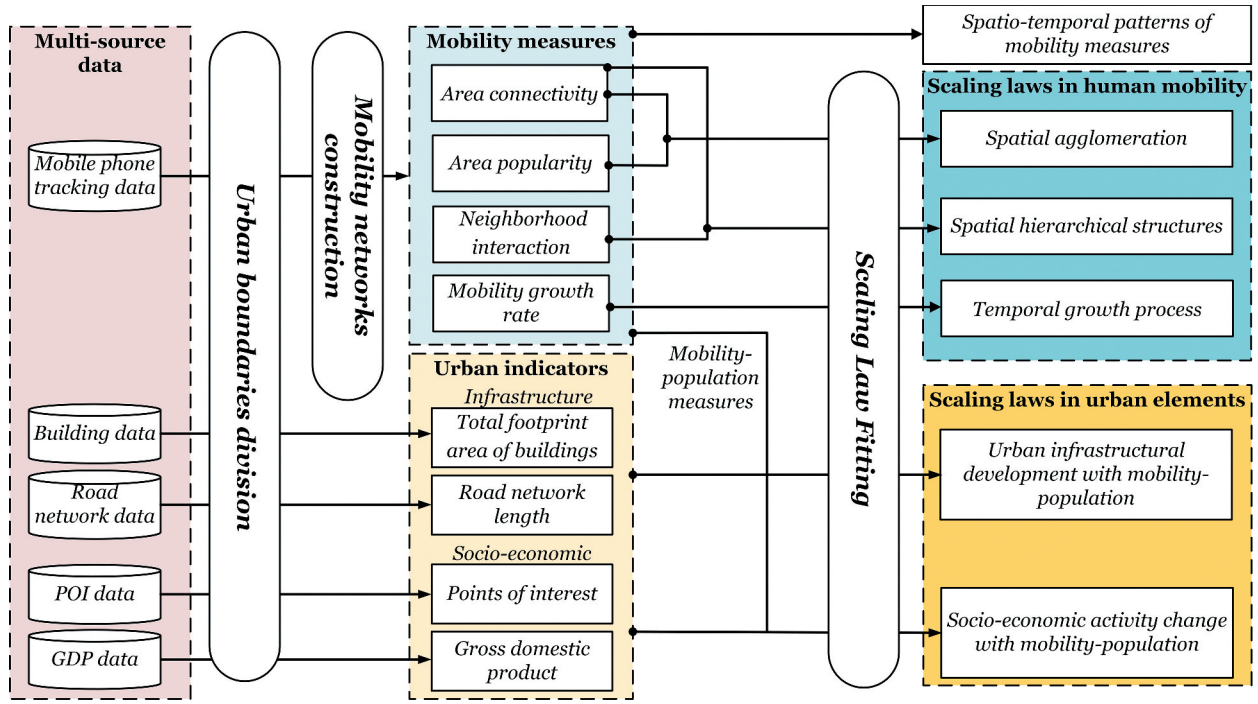 Multi-source
data
Mobile phone
tracking data
Building data
Road
network data
POI data
GDP data
Urban boundaries division
Mobility networks
construction
Mobility measures
Area connectivity
Area popularity
Neighborhood
interaction
Mobility growth
rate
Urban indicators
Infrastructure
Total footprint
area of buildings
Road network
length
Socio-economic
Points of interest
Gross domestic
product
Mobility-
population
measures
Scaling Law Fitting
Spatio-temporal patterns of
mobility measures
Scaling laws in human mobility
Spatial agglomeration
Spatial hierarchical structures
Temporal growth process
Scaling laws in urban elements
Urban infrastructural
development with mobility-
population
Socio-economic activity change
with mobility-population